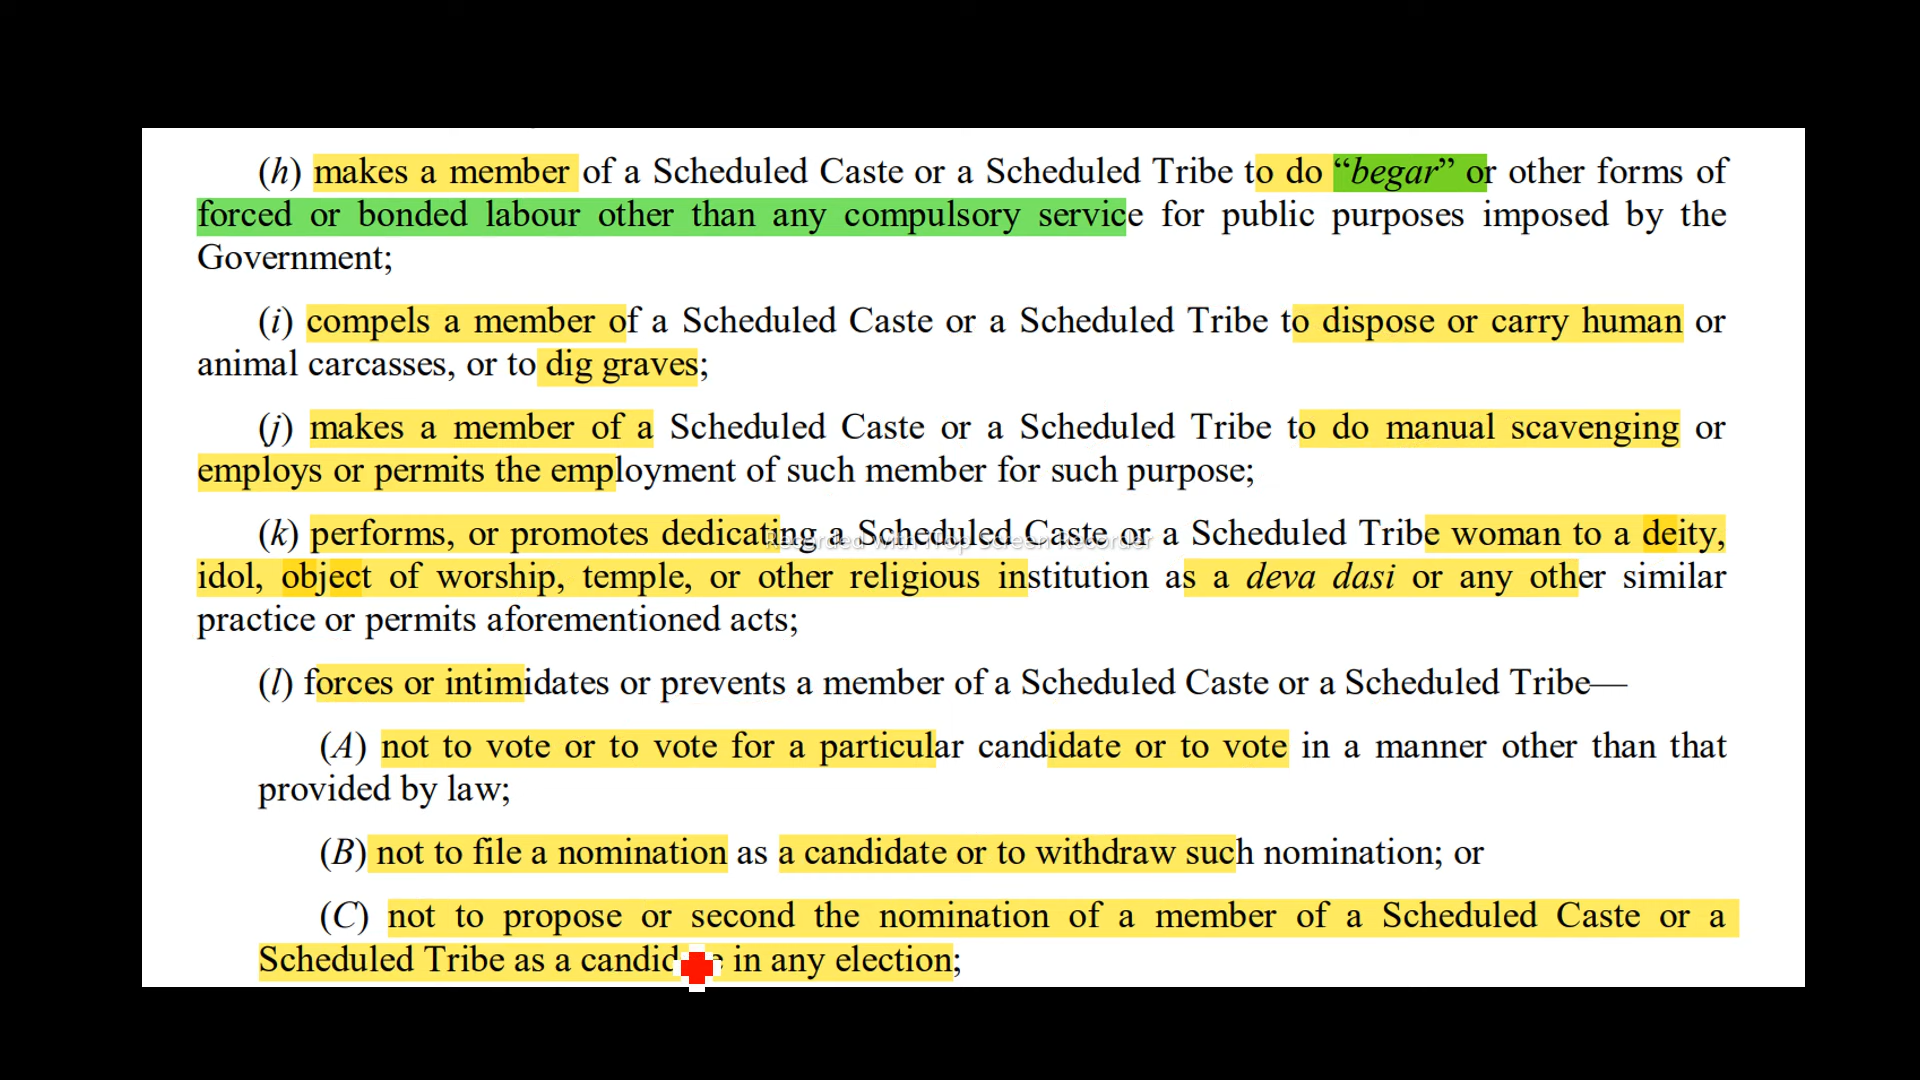 (h) makes a member of a Scheduled Caste or a Scheduled Tribe to do “begar” or other forms of
forced or bonded labour other than any compulsory service for public purposes imposed by the
Government;
(i) compels a member of a Scheduled Caste or a Scheduled Tribe to dispose or carry human or
animal carcasses, or to dig graves;
(j) makes a member of a Scheduled Caste or a Scheduled Tribe to do manual scavenging or
employs or permits the employment of such member for such purpose;
(k) performs, or promotes dedicating a Scheduled Caste or a Scheduled Tribe woman to a deity,
Recorded with iTop Screen Recorder
idol, object of worship, temple, or other religious institution as a deva dasi or any other similar
practice or permits aforementioned acts;
(l) forces or intimidates or prevents a member of a Scheduled Caste or a Scheduled Tribe—
(A) not to vote or to vote for a particular candidate or to vote in a manner other than that
provided by law;
(B) not to file a nomination as a candidate or to withdraw such nomination; or
(C) not to propose or second the nomination of a member of a Scheduled Caste or a
Scheduled Tribe as a candidate in any election;